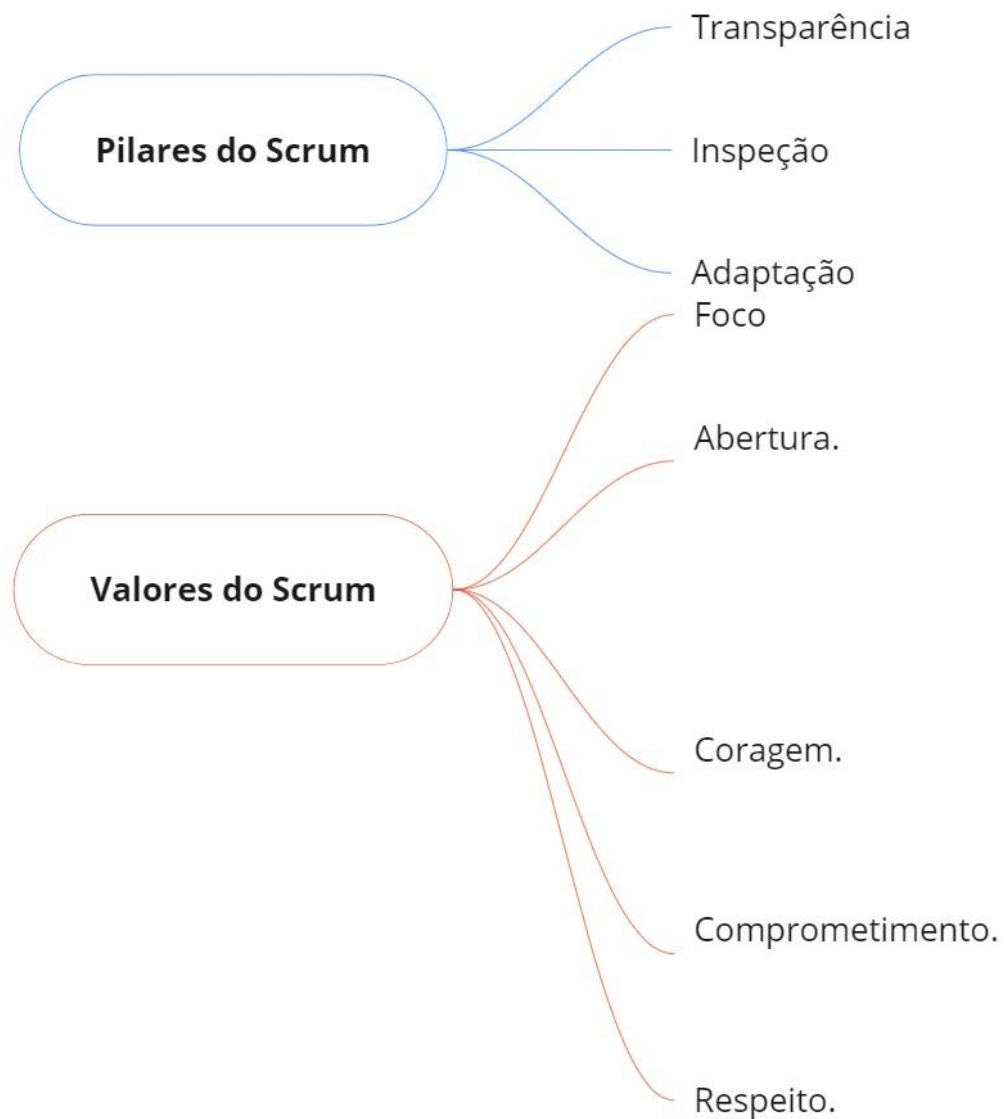 Pilares do Scrum
Transparência
Inspeção
Adaptação
Valores do Scrum
Foco
Abertura.
Coragem.
Comprometimento.
Respeito.